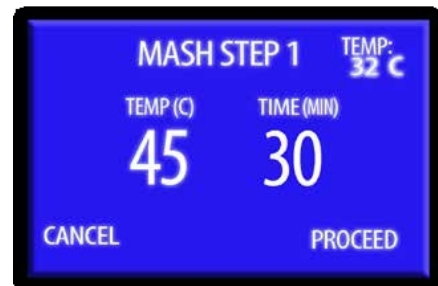 MASH STEP 1
TEMP:
32 C
TEMP (C)
TIME (MIN)
45
30
CANCEL
PROCEED